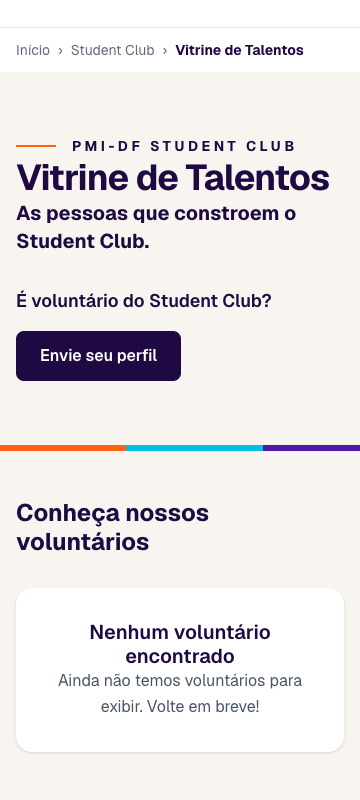 Início › Student Club › Vitrine de Talentos
PMI-DF STUDENT CLUB
Vitrine de Talentos
As pessoas que constroem o
Student Club.
É voluntário do Student Club?
Envie seu perfil
Conheça nossos
voluntários
Nenhum voluntário
encontrado
Ainda não temos voluntários para
exibir. Volte em breve!